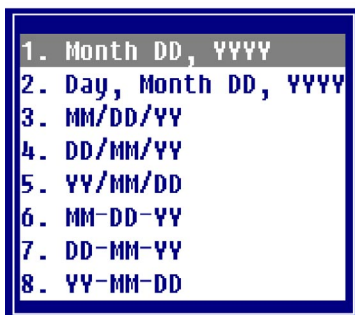 1. Month DD, YYYY
2. Day, Month DD, YYYY
3. MM/DD/YY
4. DD/MM/YY
5. YY/MM/DD
6. MM-DD-YY
7. DD-MM-YY
8. YY-MM-DD